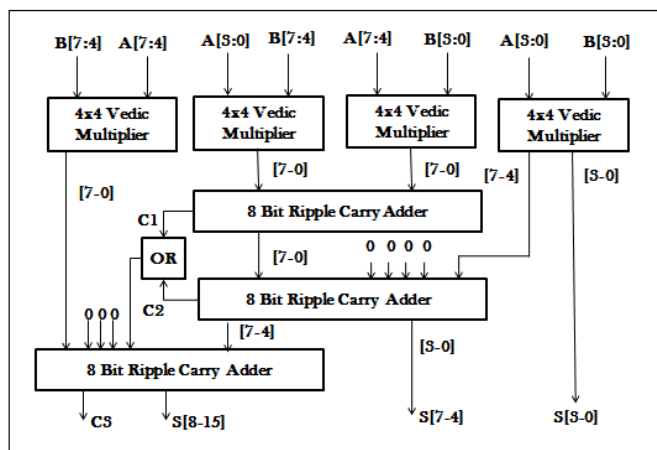 B[7:4] A[7:4] A[3:0] B[7:4] A[7:4] B[3:0] A[3:0] B[3:0]
4x4 Vedic Multiplier
4x4 Vedic Multiplier
4x4 Vedic Multiplier
4x4 Vedic Multiplier
[7-0] [7-0] [7-4] [3-0]
[7-0]
C1 8 Bit Ripple Carry Adder
OR [7-0] 0 0 0 0
C2 8 Bit Ripple Carry Adder
0 0 0 [7-4] [3-0]
8 Bit Ripple Carry Adder
C3 S[8-15] S[7-4] S[3-0]